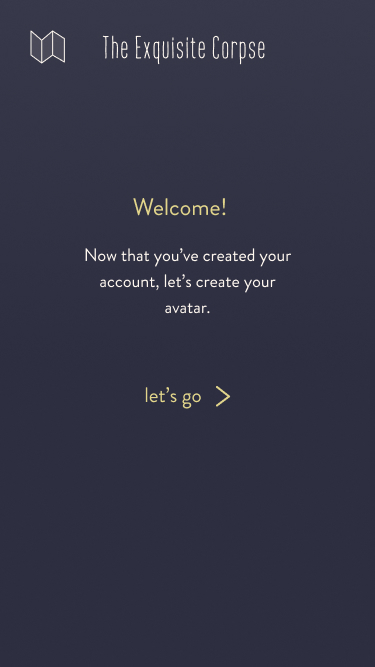 The Exquisite Corpse
Welcome!
Now that you’ve created your
account, let’s create your
avatar.
let’s go